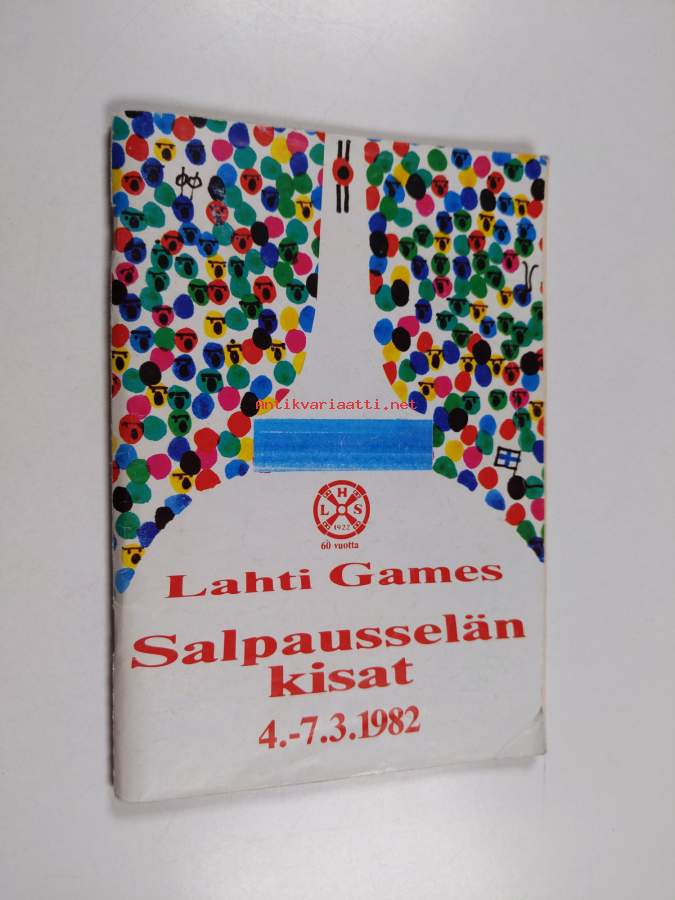 Antikvariaatti.net
H
L S
1922
60 vuotta
Lahti Games
Salpausselän
kisat
4.-7.3.1982